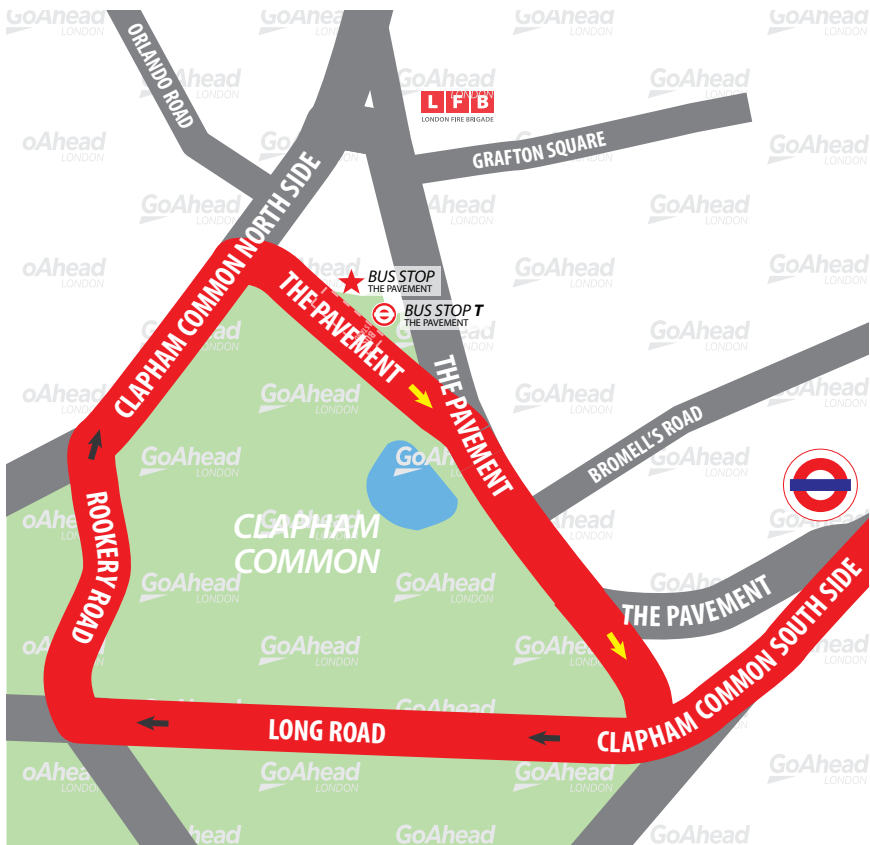 ORLANDO ROAD
L F B
LONDON FIRE BRIGADE
GRAFTON SQUARE
CLAPHAM COMMON NORTH SIDE
THE PAVEMENT
BUS STOP
THE PAVEMENT
BUS STOP T
THE PAVEMENT
THE PAVEMENT
BROMELL'S ROAD
ROOKERY ROAD
CLAPHAM
COMMON
THE PAVEMENT
CLAPHAM COMMON SOUTH SIDE
LONG ROAD
GoAhead
LONDON